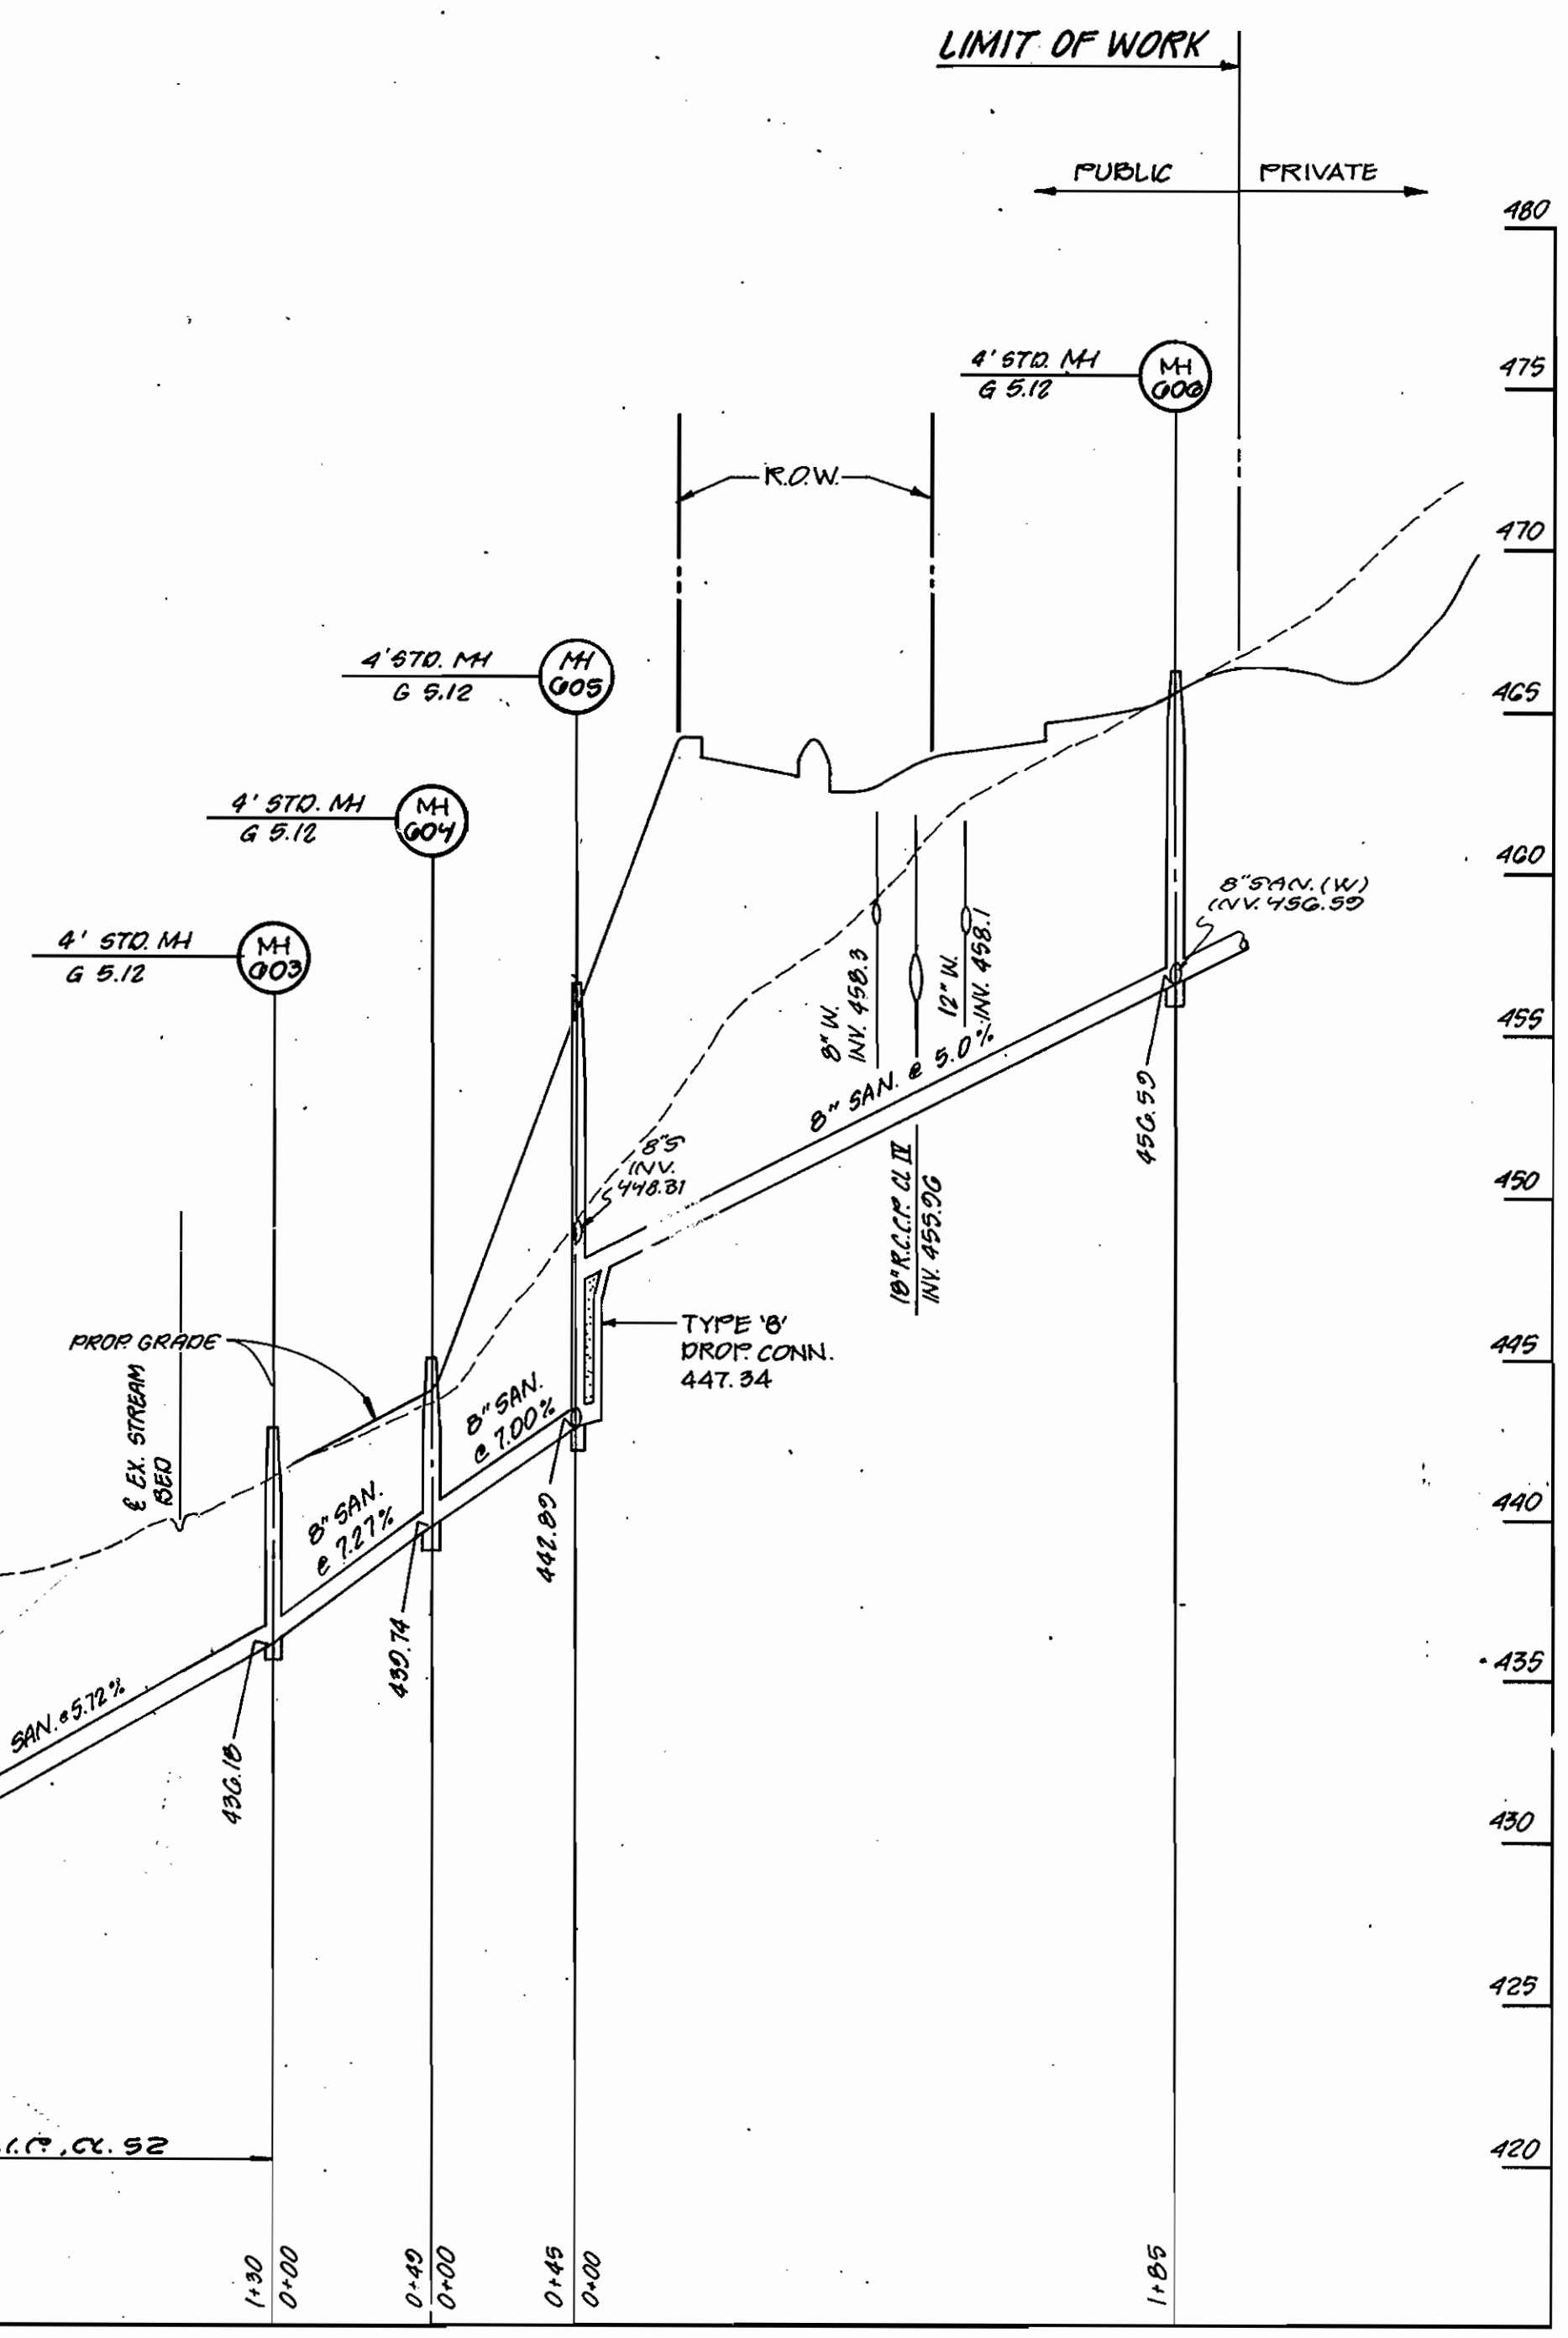 LIMIT OF WORK
PUBLIC
PRIVATE
480
4' STD. MH
G 5.12
MH
606
475
R.O.W.
470
4' STD. MH
G 5.12
MH
605
465
4' STD. MH
G 5.12
MH
604
460
8" SAN. (W)
INV. 456.59
4' STD. MH
G 5.12
MH
603
8" W.
INV. 458.3
12" W.
INV. 458.1
455
8" SAN. @ 5.0%
456.59
8"S
INV.
448.31
18" R.C.C.P. CL IV
INV. 455.96
450
PROP. GRADE
TYPE 'B'
DROP. CONN.
447.34
445
℄ EX. STREAM
BED
8" SAN.
@ 7.00%
8" SAN.
@ 7.27%
442.89
440
439.74
435
SAN. @ 5.72%
436.18
430
425
I.P., CL. 52
420
1+30
0+00
0+49
0+00
0+45
0+00
1+85